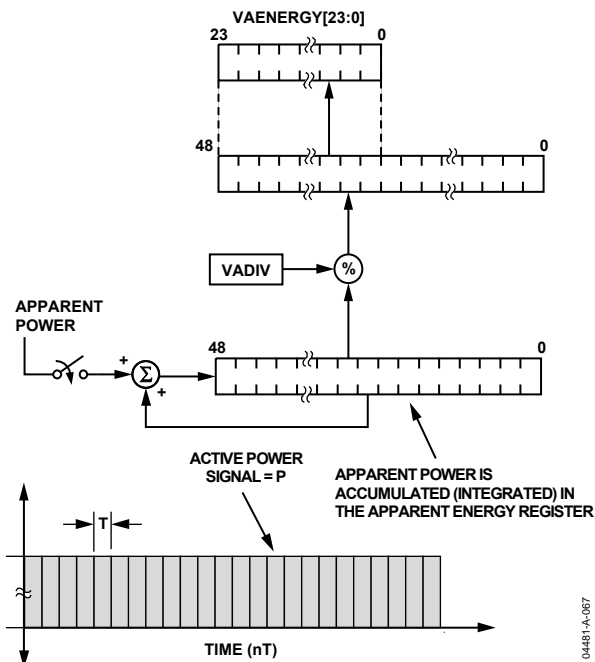 VAENERGY[23:0]
23 0
48 0
VADIV
%
APPARENT
POWER
48 0
+
Σ
+
ACTIVE POWER
SIGNAL = P
APPARENT POWER IS
ACCUMULATED (INTEGRATED) IN
THE APPARENT ENERGY REGISTER
T
TIME (nT)
04481-A-067